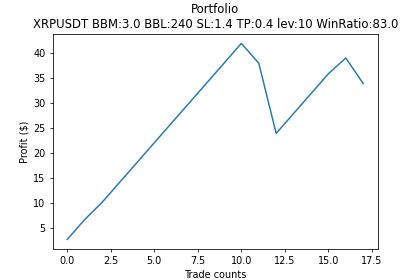 Portfolio
XRPUSDT BBM:3.0 BBL:240 SL:1.4 TP:0.4 lev:10 WinRatio:83.0
40
35
30
25
20
15
10
5
Profit ($)
0.0 2.5 5.0 7.5 10.0 12.5 15.0 17.5
Trade counts